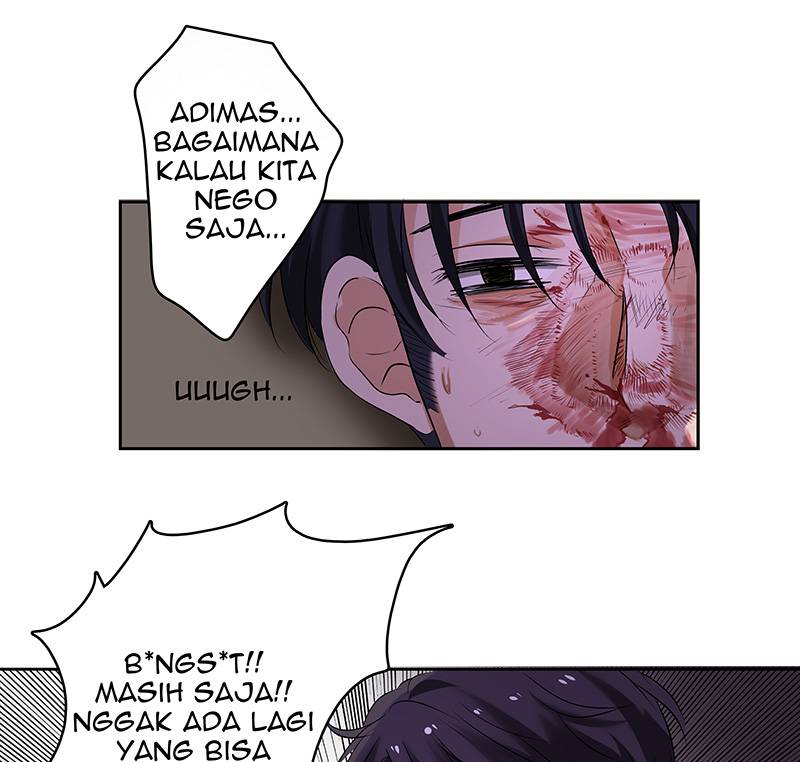 ADIMAS...
BAGAIMANA
KALAU KITA
NEGO
SAJA...
UUUGH...
B*NGS*T!!
MASIH SAJA!!
NGGAK ADA LAGI
YANG BISA